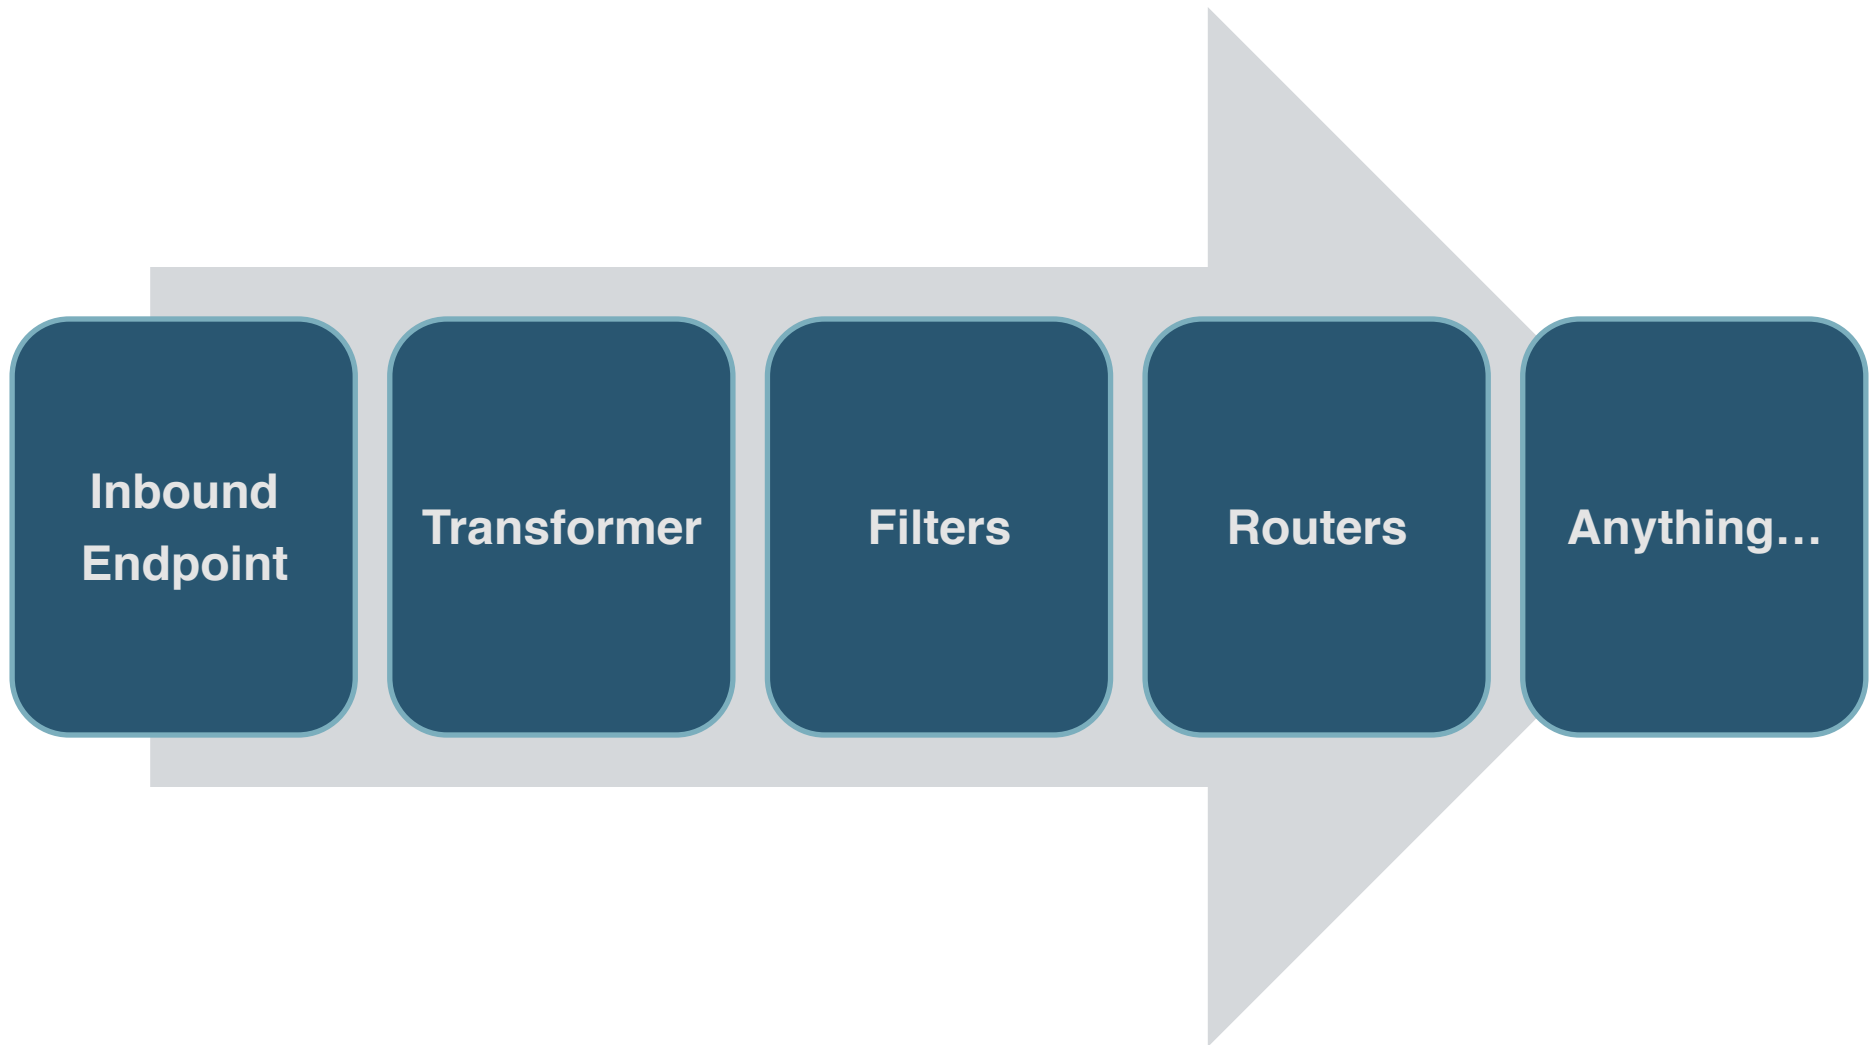 Inbound
Endpoint
Transformer
Filters
Routers
Anything…